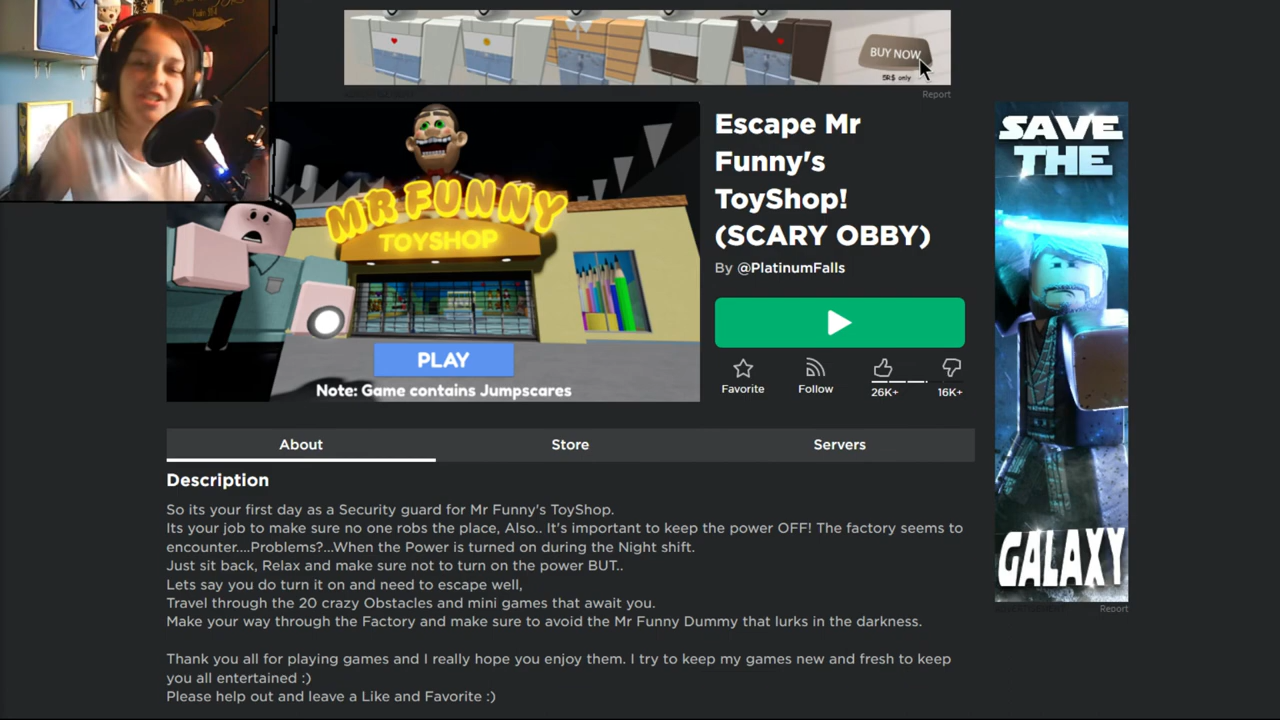 BUY NOW
5R$ only
Report
MR FUNNY
TOYSHOP
PLAY
Note: Game contains Jumpscares
Escape Mr
Funny's
ToyShop!
(SCARY OBBY)
By @PlatinumFalls
Favorite
Follow
26K+
16K+
SAVE
THE
GALAXY
ADVERTISEMENT
Report
About
Store
Servers
Description
So its your first day as a Security guard for Mr Funny's ToyShop.
Its your job to make sure no one robs the place, Also.. It's important to keep the power OFF! The factory seems to
encounter....Problems?...When the Power is turned on during the Night shift.
Just sit back, Relax and make sure not to turn on the power BUT..
Lets say you do turn it on and need to escape well,
Travel through the 20 crazy Obstacles and mini games that await you.
Make your way through the Factory and make sure to avoid the Mr Funny Dummy that lurks in the darkness.
Thank you all for playing games and I really hope you enjoy them. I try to keep my games new and fresh to keep
you all entertained :)
Please help out and leave a Like and Favorite :)